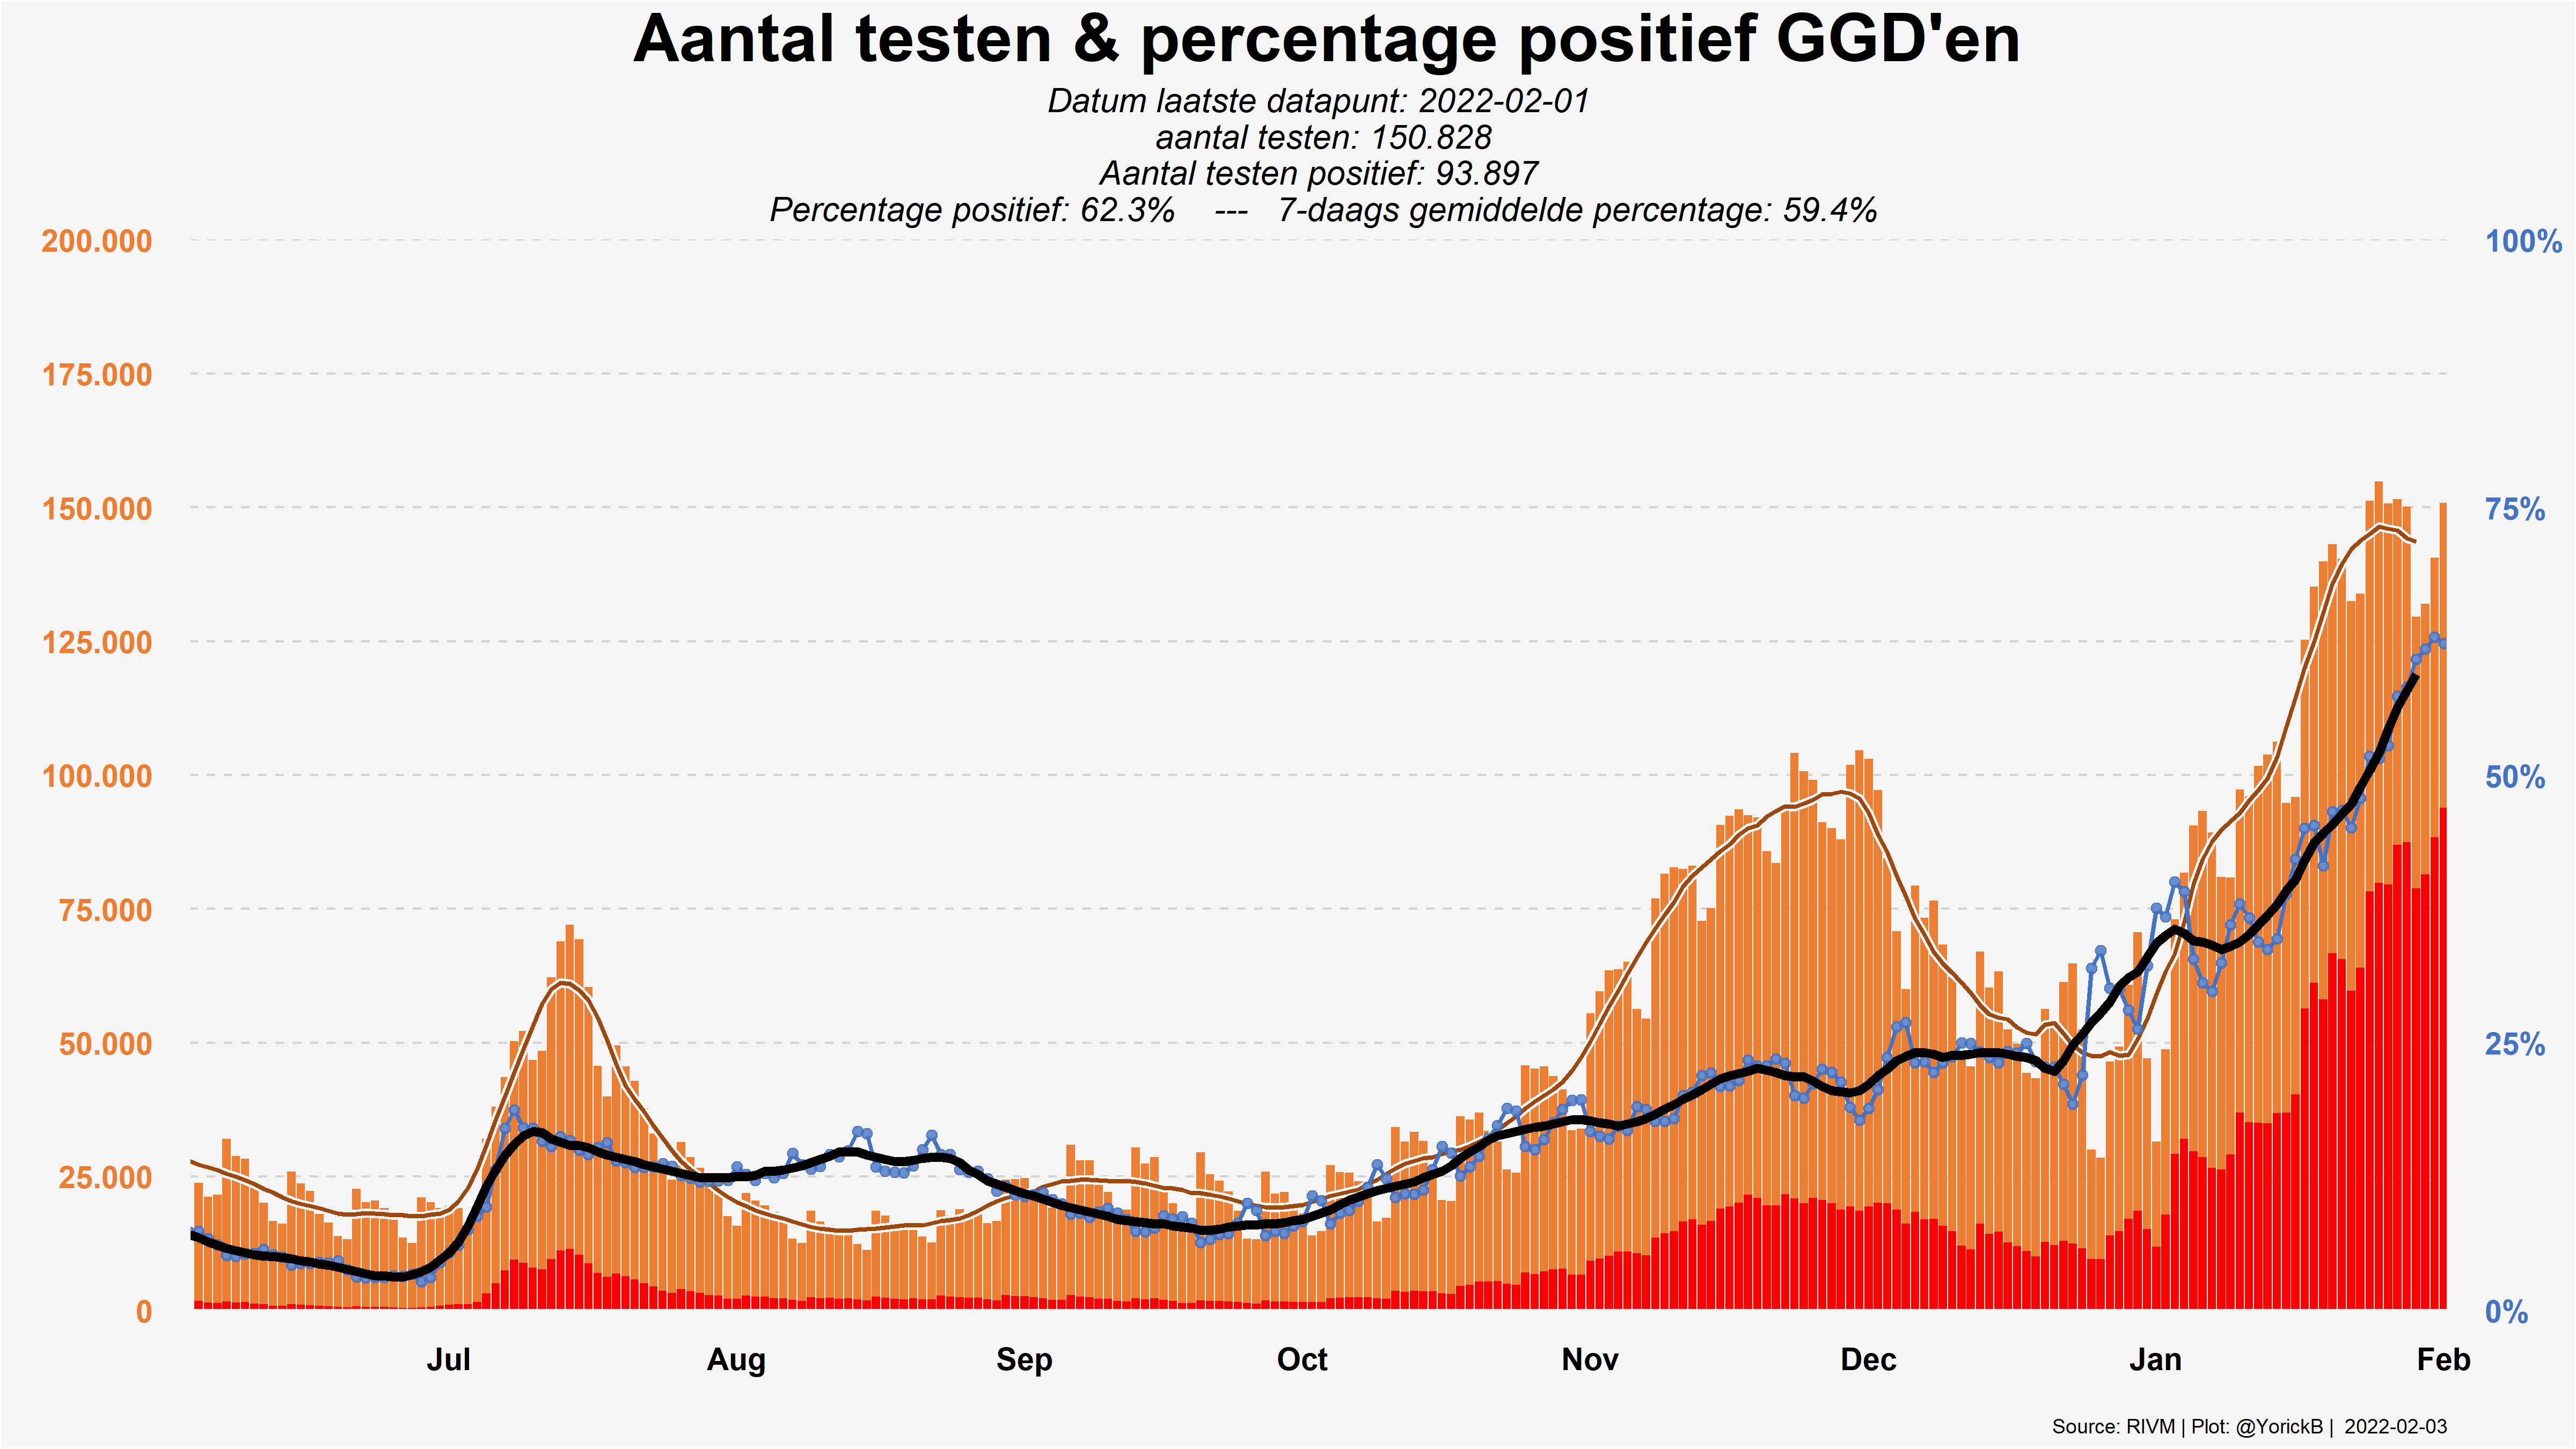 Aantal testen & percentage positief GGD'en
Datum laatste datapunt: 2022-02-01
aantal testen: 150.828
Aantal testen positief: 93.897
Percentage positief: 62.3% --- 7-daags gemiddelde percentage: 59.4%
200.000
100%
175.000
150.000
75%
125.000
100.000
50%
75.000
50.000
25%
25.000
0
0%
Jul Aug Sep Oct Nov Dec Jan Feb
Source: RIVM | Plot: @YorickB | 2022-02-03